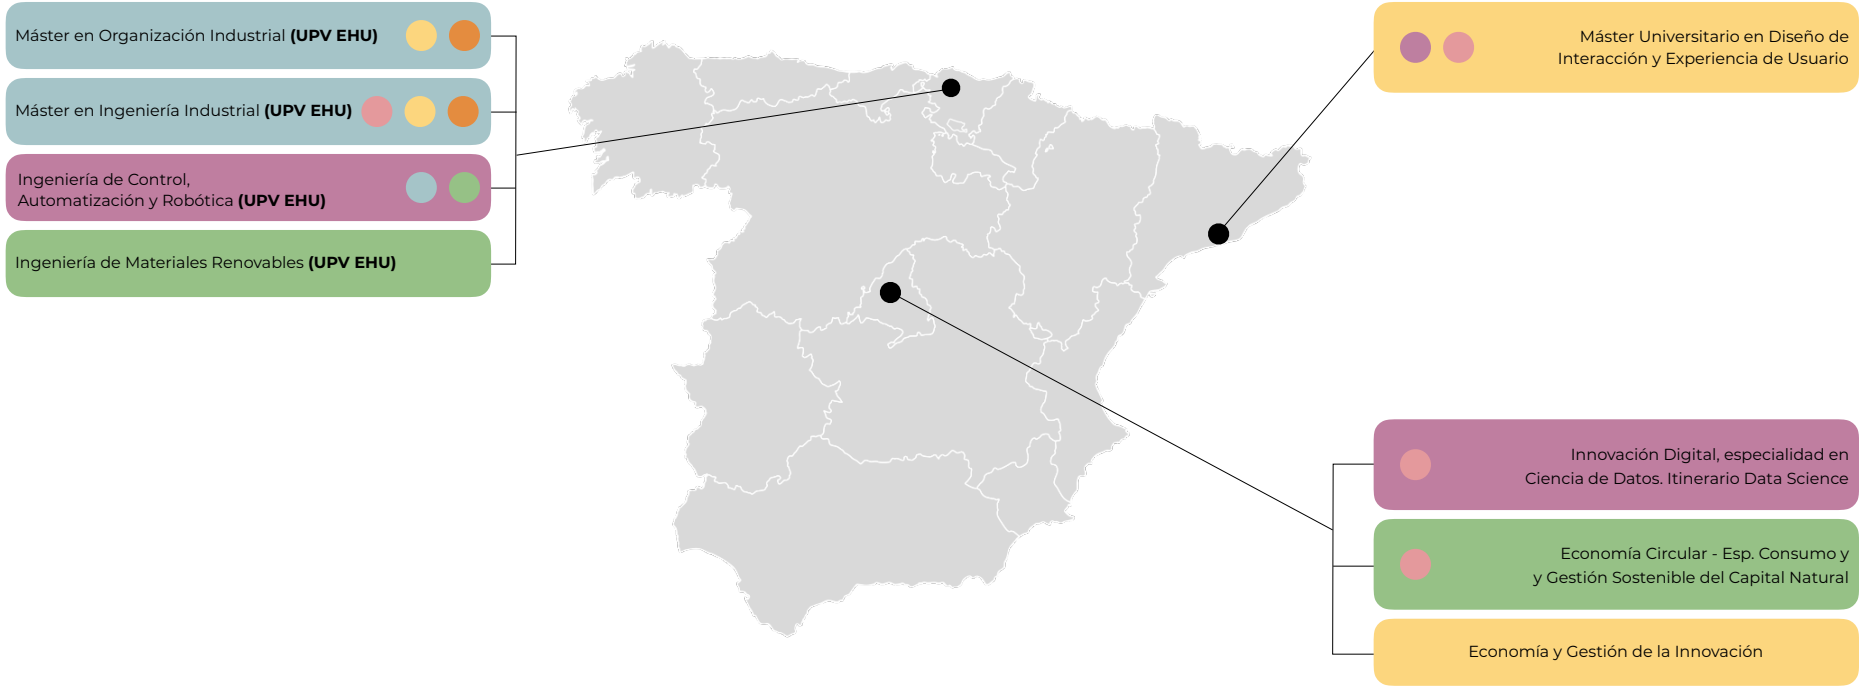 Máster en Organización Industrial (UPV EHU)
Máster en Ingeniería Industrial (UPV EHU)
Ingeniería de Control,
Automatización y Robótica (UPV EHU)
Ingeniería de Materiales Renovables (UPV EHU)
Máster Universitario en Diseño de
Interacción y Experiencia de Usuario
Innovación Digital, especialidad en
Ciencia de Datos. Itinerario Data Science
Economía Circular - Esp. Consumo y
y Gestión Sostenible del Capital Natural
Economía y Gestión de la Innovación